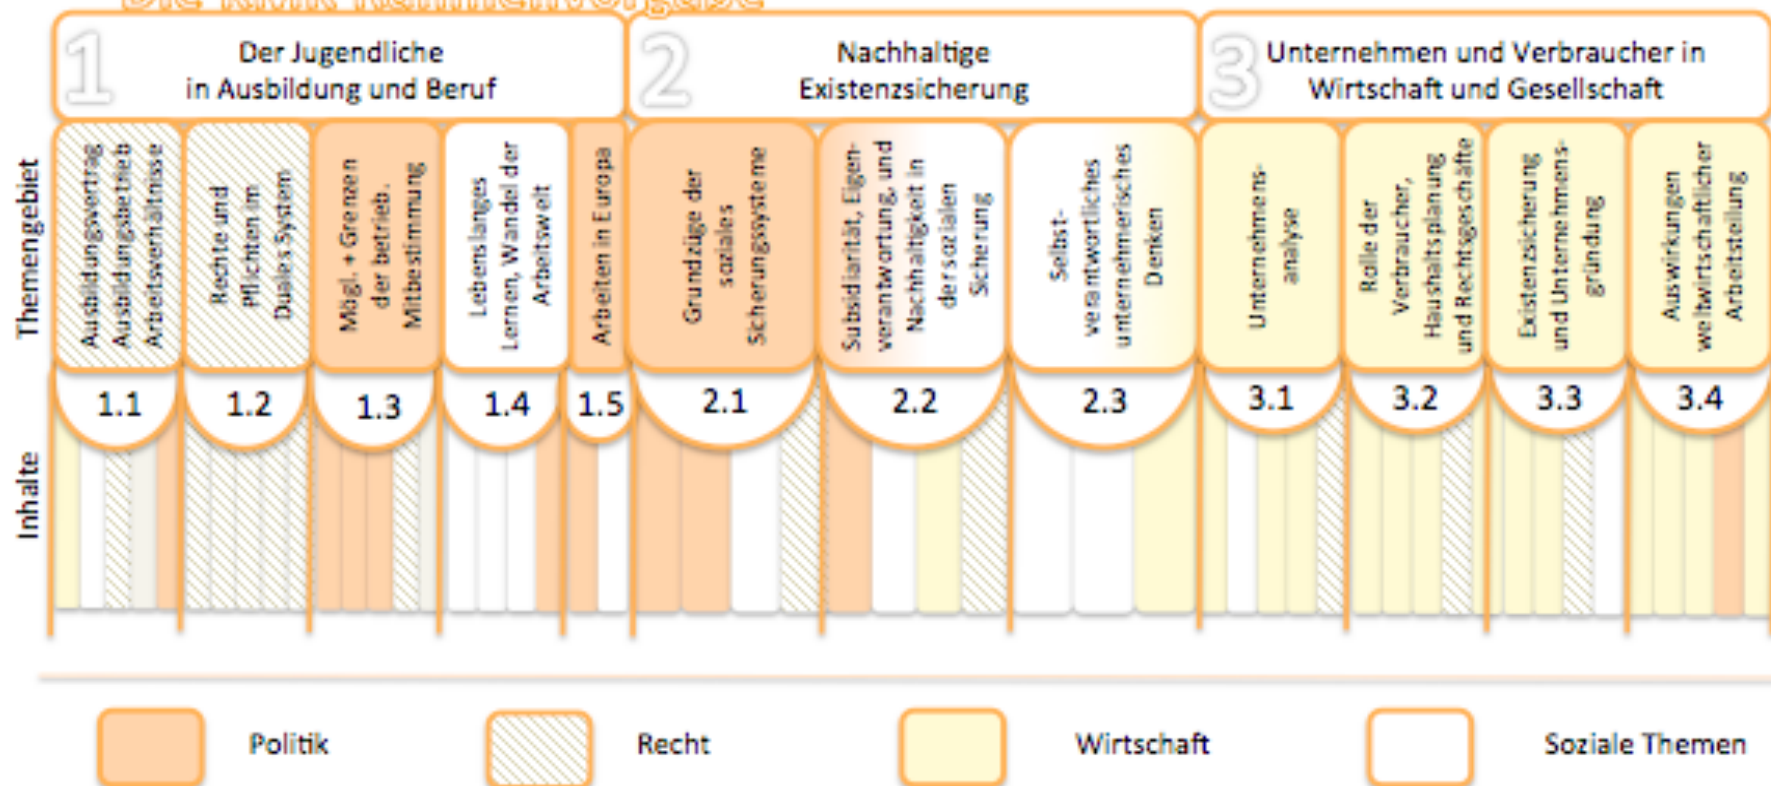 1
Der Jugendliche
in Ausbildung und Beruf
2
Nachhaltige
Existenzsicherung
3
Unternehmen und Verbraucher in
Wirtschaft und Gesellschaft
Themengebiet
Ausbildungsvertrag
Ausbildungsbetrieb
Arbeitsverhältnisse
Rechte und
Pflichten im
Duales System
Mögl. + Grenzen
der betrieb.
Mitbestimmung
Lebenslanges
Lernen, Wandel der
Arbeitswelt
Arbeiten in Europa
Grundzüge der
soziales
Sicherungssysteme
Subsidiarität, Eigen-
verantwortung, und
Nachhaltigkeit in
der sozialen
Sicherung
Selbst-
verantwortliches
unternehmerisches
Denken
Unternehmens-
analyse
Rolle der
Verbraucher,
Haushaltsplanung
und Rechtsgeschäfte
Existenzsicherung
und Unternehmens-
gründung
Auswirkungen
weltwirtschaftlicher
Arbeitsteilung
1.1
1.2
1.3
1.4
1.5
2.1
2.2
2.3
3.1
3.2
3.3
3.4
Inhalte
Politik
Recht
Wirtschaft
Soziale Themen